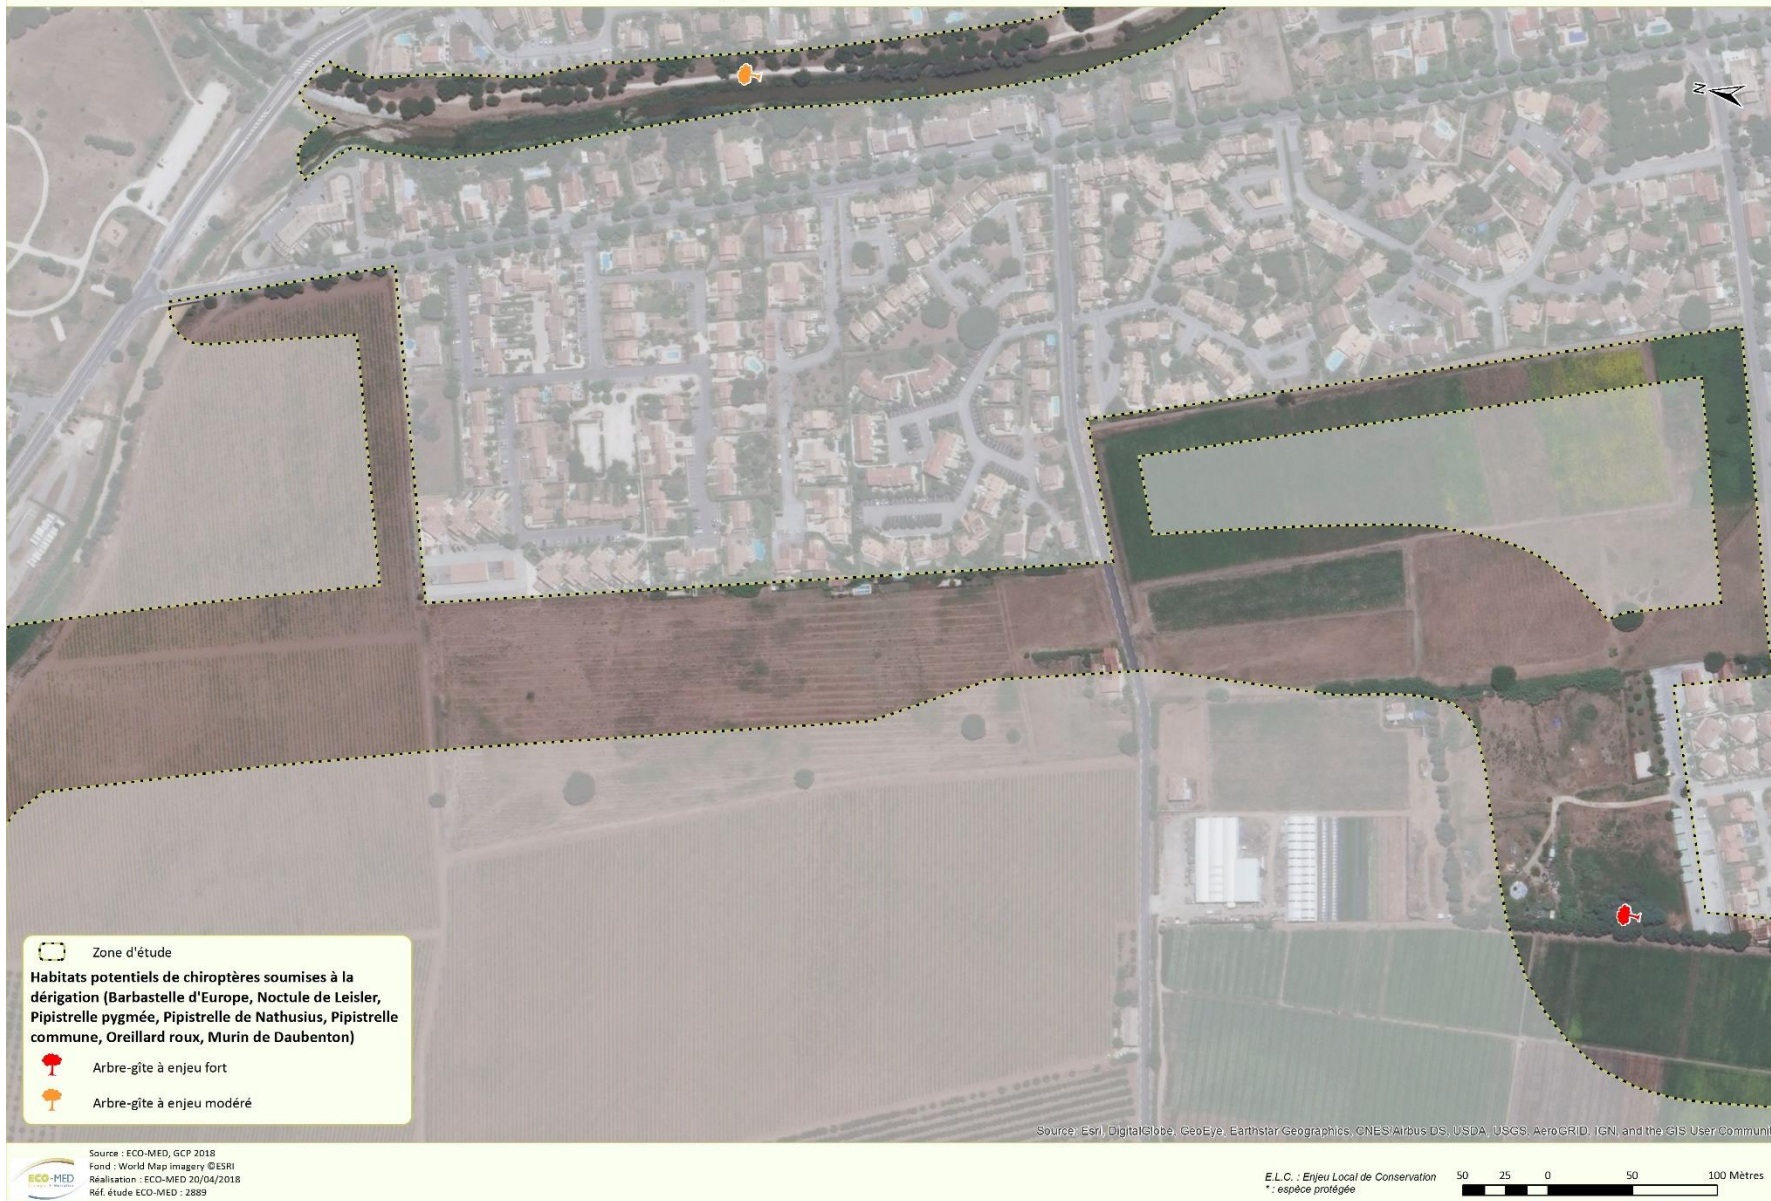 N
Zone d'étude
Habitats potentiels de chiroptères soumises à la
dérigation (Barbastelle d'Europe, Noctule de Leisler,
Pipistrelle pygmée, Pipistrelle de Nathusius, Pipistrelle
commune, Oreillard roux, Murin de Daubenton)
Arbre-gîte à enjeu fort
Arbre-gîte à enjeu modéré
Source: Esri, DigitalGlobe, GeoEye, Earthstar Geographics, CNES/Airbus DS, USDA, USGS, AeroGRID, IGN, and the GIS User Communi
ECO-MED
Source : ECO-MED, GCP 2018
Fond : World Map imagery ©ESRI
Réalisation : ECO-MED 20/04/2018
Réf. étude ECO-MED : 2889
E.L.C. : Enjeu Local de Conservation
* : espèce protégée
50 25 0 50 100 Mètres